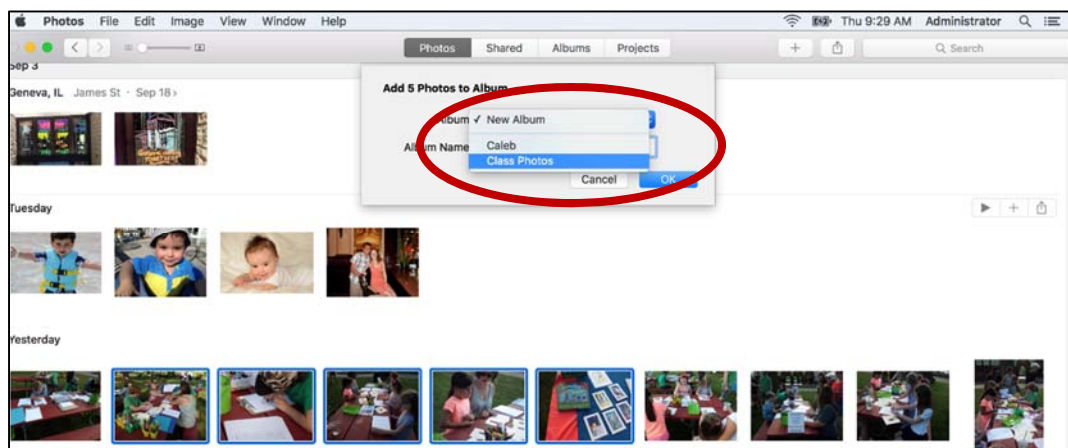 Photos File Edit Image View Window Help Thu 9:29 AM Administrator
Photos Shared Albums Projects + Search
Sep 3
Geneva, IL James St · Sep 18 >
Add 5 Photos to Album
Album ✓ New Album
Album Name Caleb
Class Photos
Cancel OK
Tuesday
Yesterday